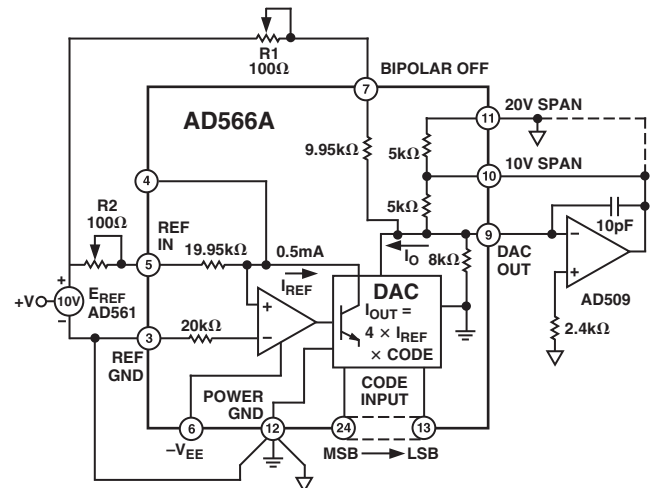 R1
100Ω
BIPOLAR OFF
7
AD566A
20V SPAN
11
9.95kΩ
5kΩ
10V SPAN
10
4
5kΩ
R2
100Ω
REF
IN
10pF
5
19.95kΩ
0.5mA
9
DAC
OUT
IO
8kΩ
IREF
+V
10V
EREF
AD561
+
−
+
−
−
+
AD509
DAC
IOUT =
4 × IREF
× CODE
3
20kΩ
2.4kΩ
REF
GND
POWER
GND
CODE
INPUT
6
12
24
13
−VEE
MSB
LSB